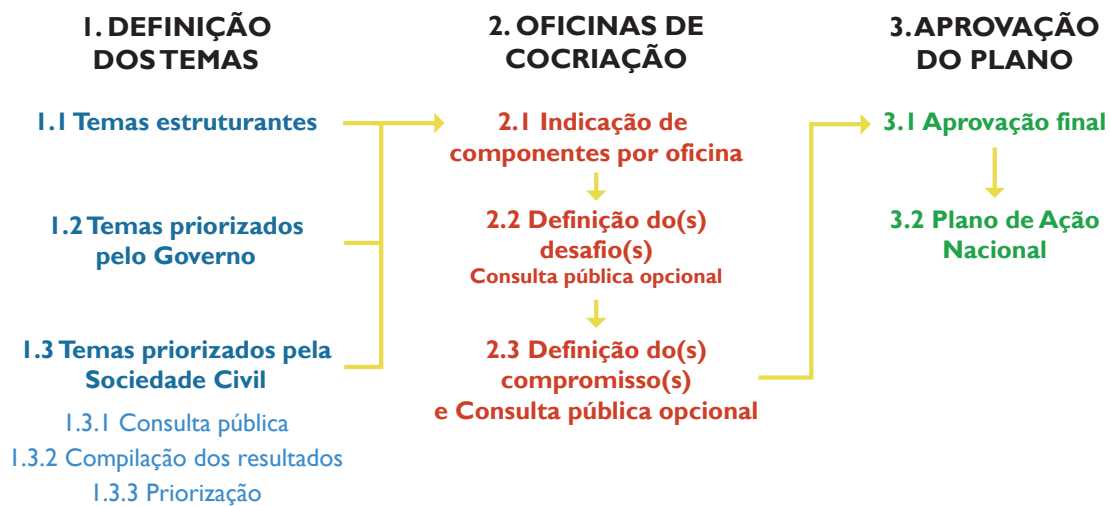 1. DEFINIÇÃO
DOS TEMAS
1.1 Temas estruturantes
1.2 Temas priorizados
pelo Governo
1.3 Temas priorizados pela
Sociedade Civil
1.3.1 Consulta pública
1.3.2 Compilação dos resultados
1.3.3 Priorização
2. OFICINAS DE
COCRIAÇÃO
2.1 Indicação de
componentes por oficina
2.2 Definição do(s)
desafio(s)
Consulta pública opcional
2.3 Definição do(s)
compromisso(s)
e Consulta pública opcional
3. APROVAÇÃO
DO PLANO
3.1 Aprovação final
3.2 Plano de Ação
Nacional